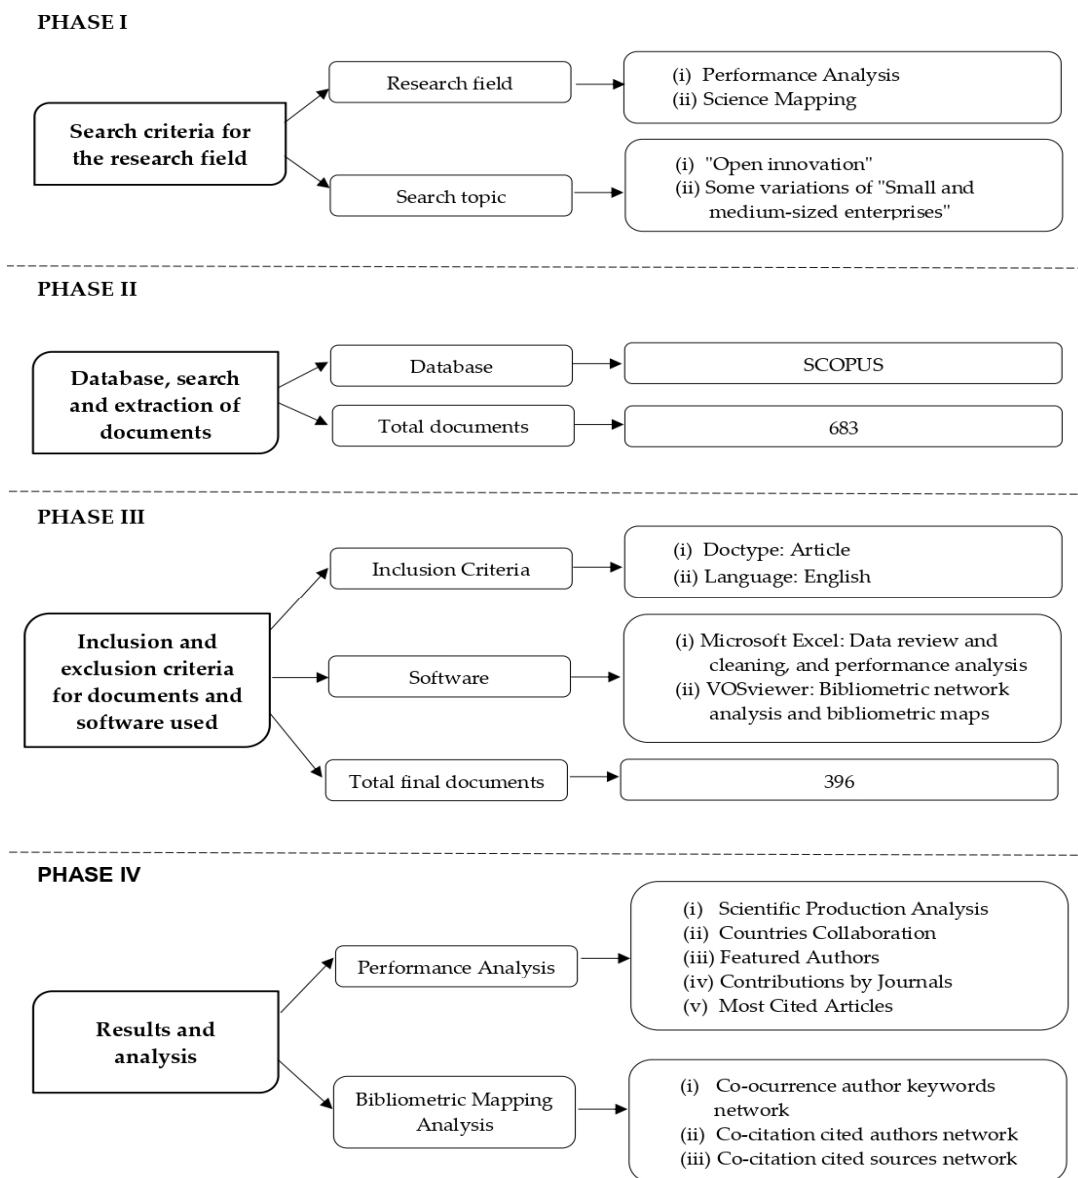 PHASE I
Search criteria for
the research field
Research field
(i) Performance Analysis
(ii) Science Mapping
Search topic
(i) "Open innovation"
(ii) Some variations of "Small and
medium-sized enterprises"
PHASE II
Database, search
and extraction of
documents
Database
SCOPUS
Total documents
683
PHASE III
Inclusion and
exclusion criteria
for documents and
software used
Inclusion Criteria
(i) Doctype: Article
(ii) Language: English
Software
(i) Microsoft Excel: Data review and
cleaning, and performance analysis
(ii) VOSviewer: Bibliometric network
analysis and bibliometric maps
Total final documents
396
PHASE IV
Results and
analysis
Performance Analysis
(i) Scientific Production Analysis
(ii) Countries Collaboration
(iii) Featured Authors
(iv) Contributions by Journals
(v) Most Cited Articles
Bibliometric Mapping
Analysis
(i) Co-ocurrence author keywords
network
(ii) Co-citation cited authors network
(iii) Co-citation cited sources network